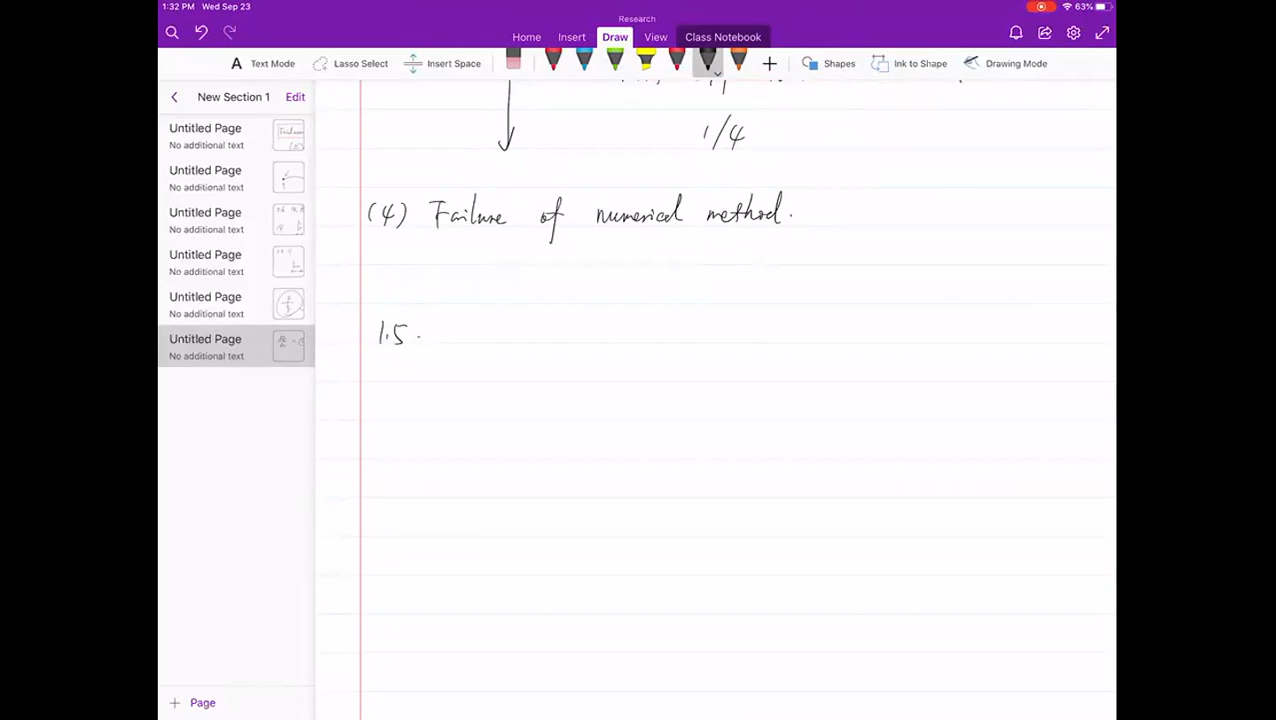 1:32 PM Wed Sep 23
63%
Research
Home Insert Draw View Class Notebook
A Text Mode Lasso Select Insert Space Shapes Ink to Shape Drawing Mode
New Section 1 Edit
Untitled Page
No additional text
Untitled Page
No additional text
Untitled Page
No additional text
Untitled Page
No additional text
Untitled Page
No additional text
Untitled Page
No additional text
+ Page
1/4
(4) Failure of numerical method.
1.5.